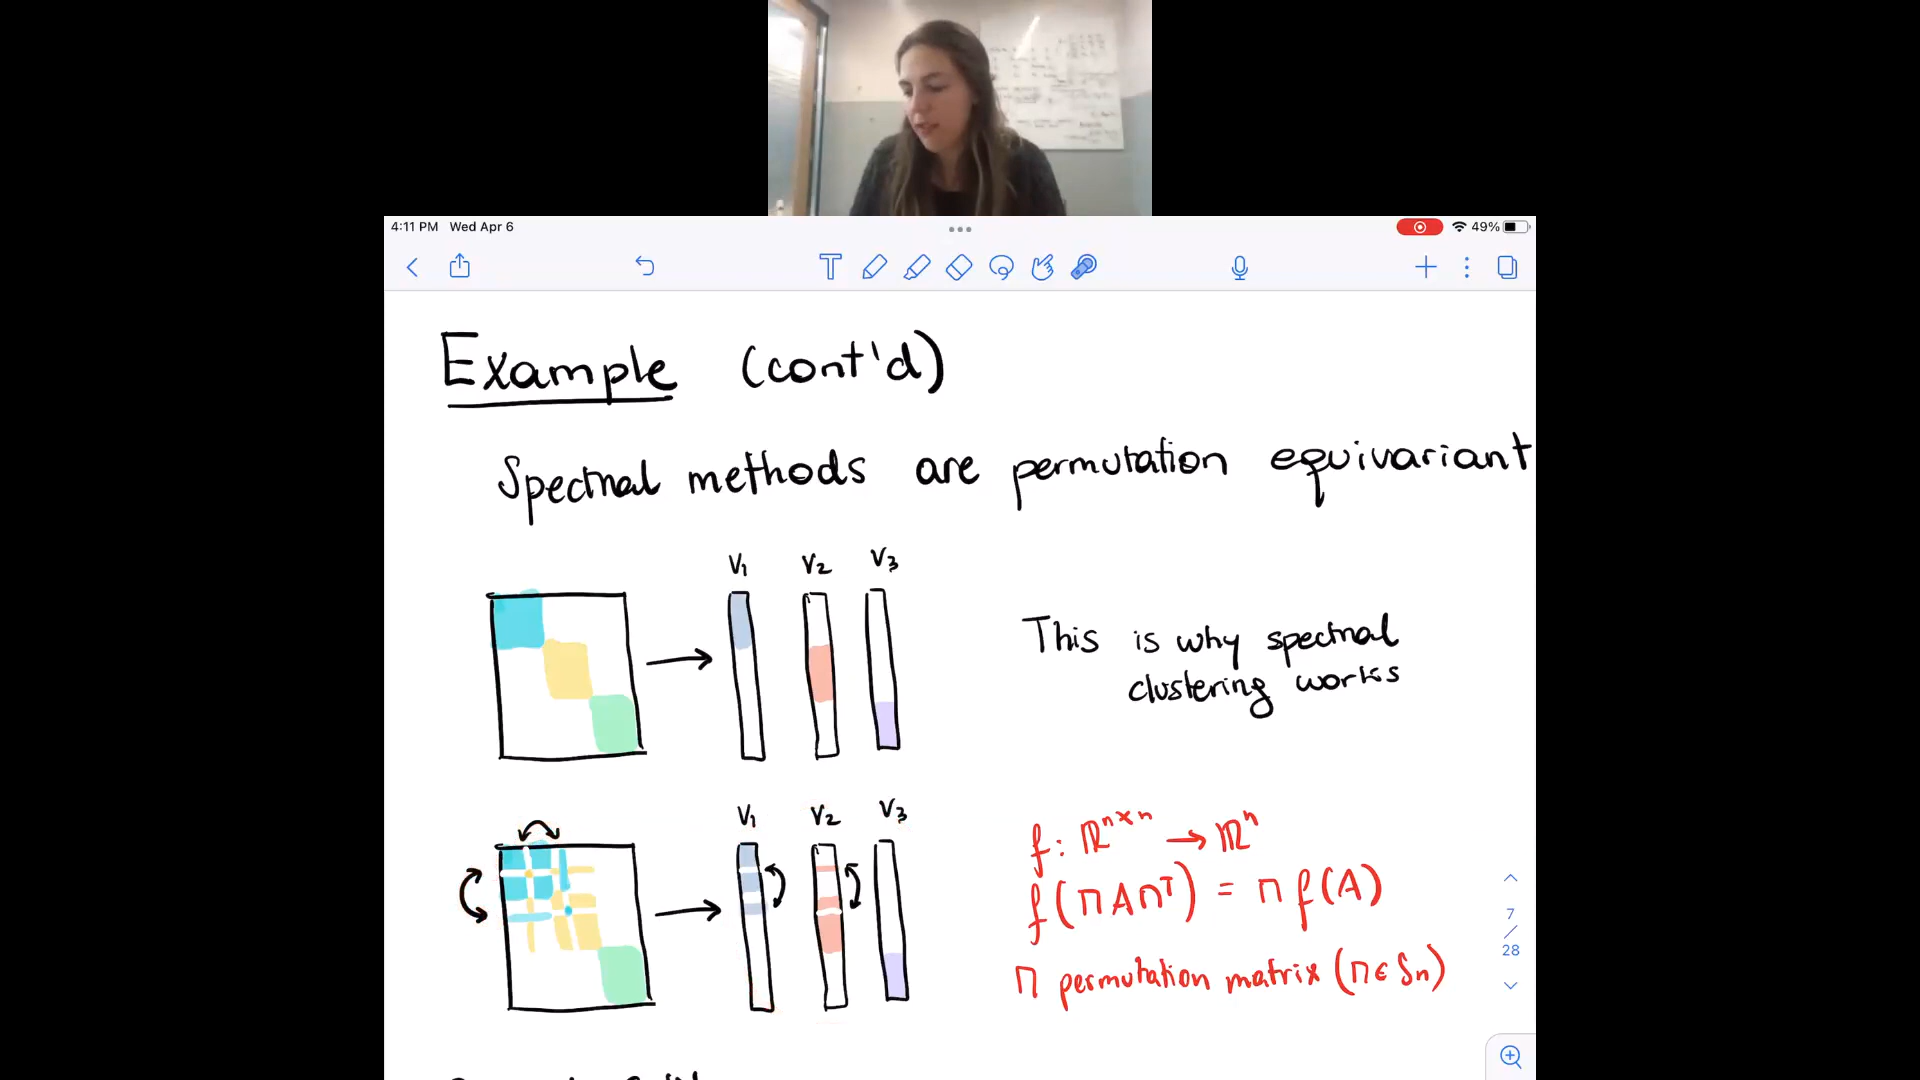 4:11 PM Wed Apr 6
49%
T
Example (cont'd)
Spectral methods are permutation equivariant
V1 V2 V3
This is why spectral
clustering works
V1 V2 V3
f: ℝⁿˣⁿ → ℝⁿ
f(ΠAΠᵀ) = Π f(A)
Π permutation matrix (Π ∈ Sn)
7
/
28